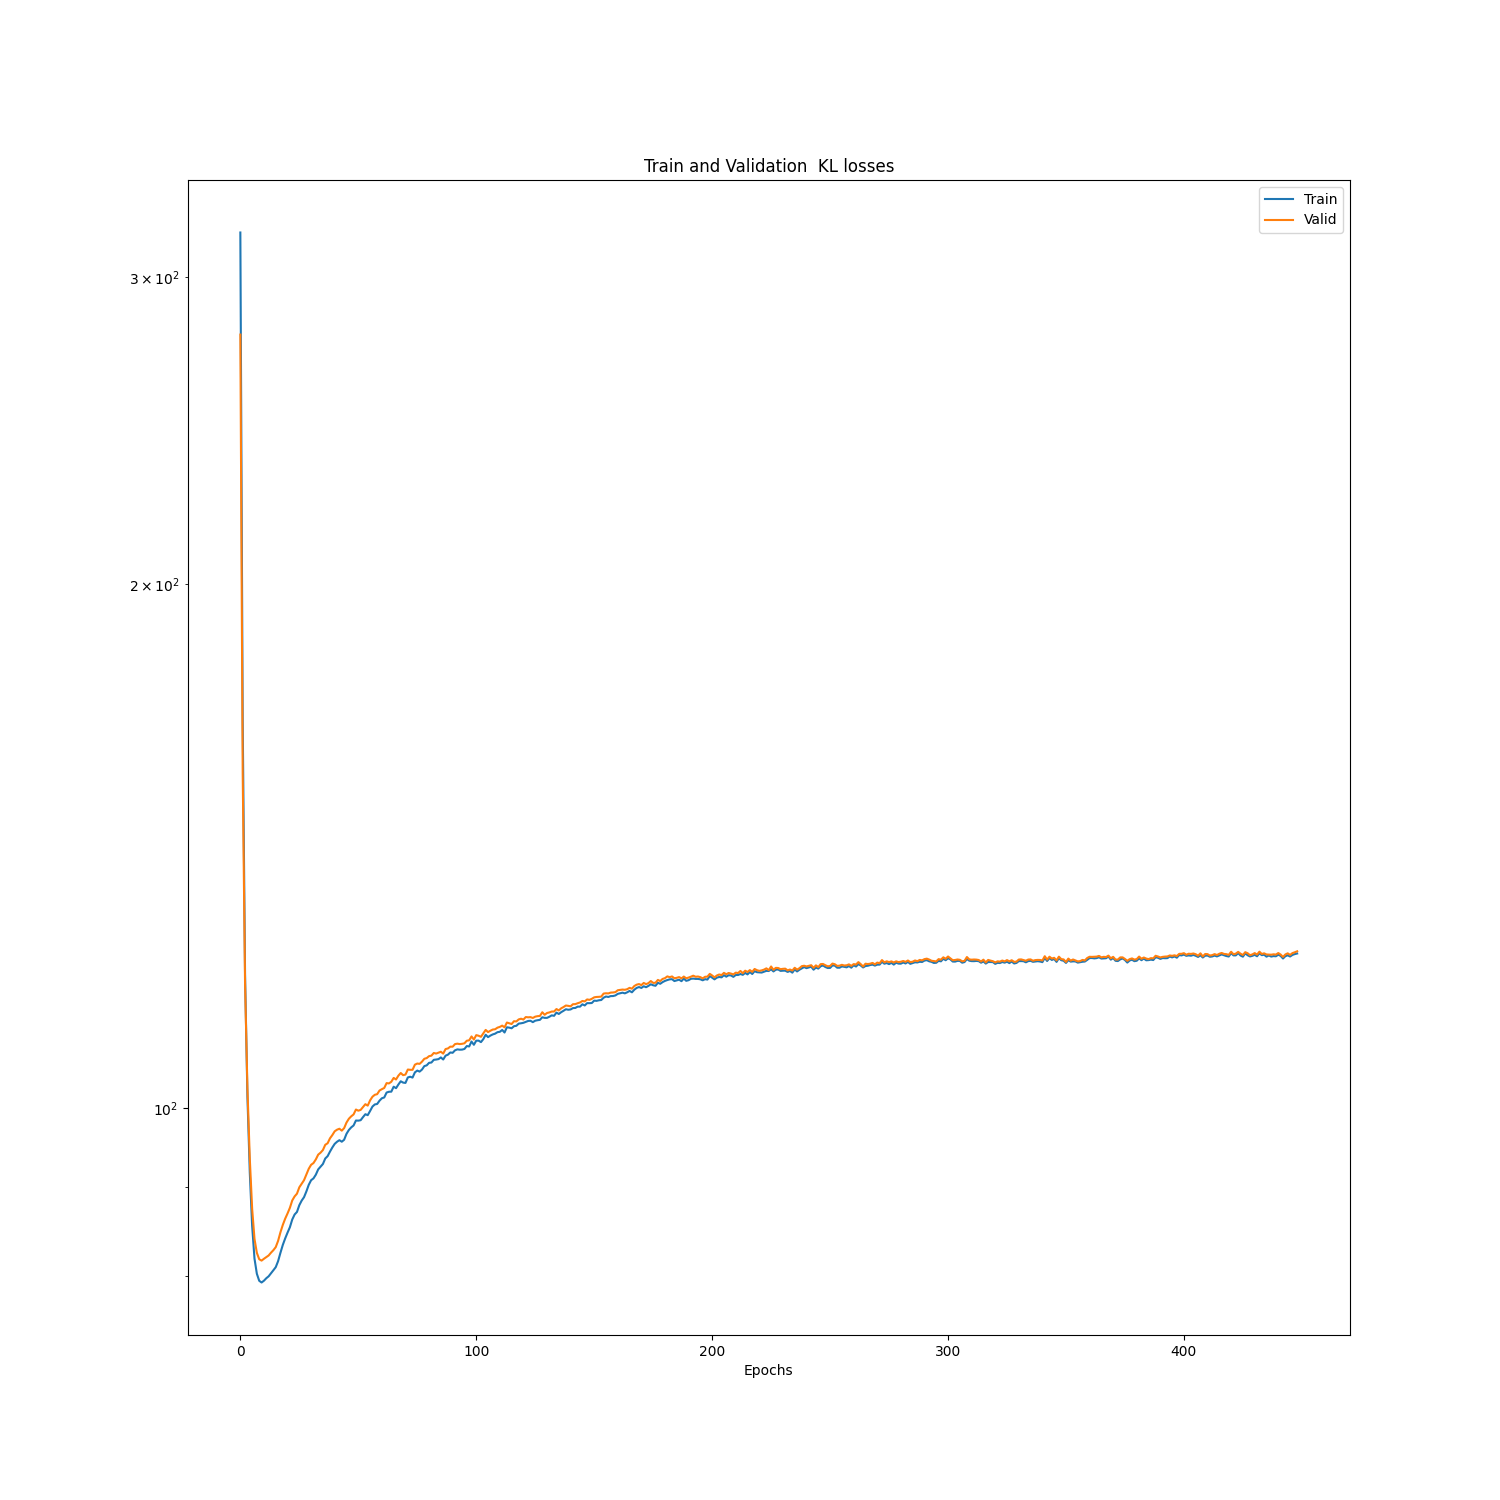 Train and Validation  KL losses
Train
Valid
3 × 10²
2 × 10²
10²
0 100 200 300 400
Epochs